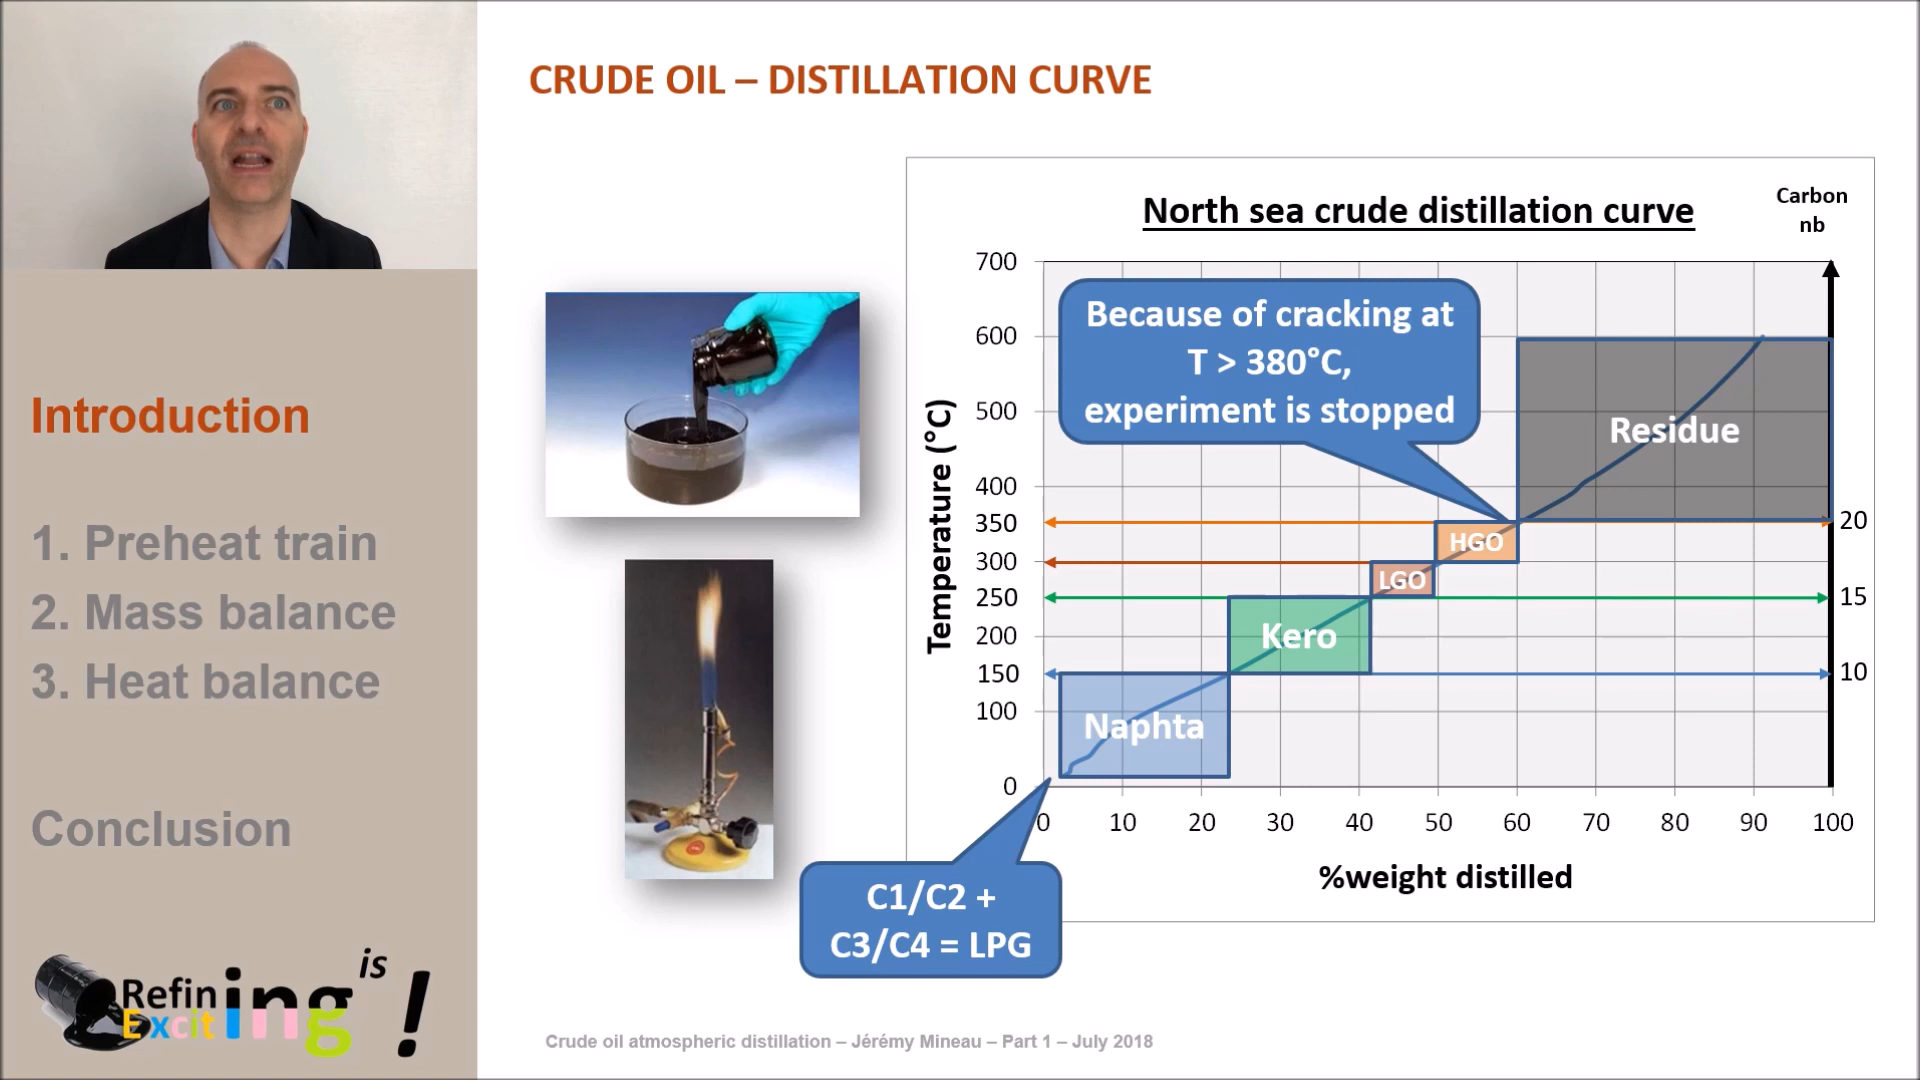 CRUDE OIL – DISTILLATION CURVE
Introduction
1. Preheat train
2. Mass balance
3. Heat balance
Conclusion
Refining is
Exciting !
North sea crude distillation curve
Carbon
nb
Temperature (°C)
700
600
500
400
350
300
250
200
150
100
0
Because of cracking at
T > 380°C,
experiment is stopped
Residue
HGO
LGO
Kero
Naphta
20
15
10
0 10 20 30 40 50 60 70 80 90 100
%weight distilled
C1/C2 +
C3/C4 = LPG
Crude oil atmospheric distillation – Jérémy Mineau – Part 1 – July 2018